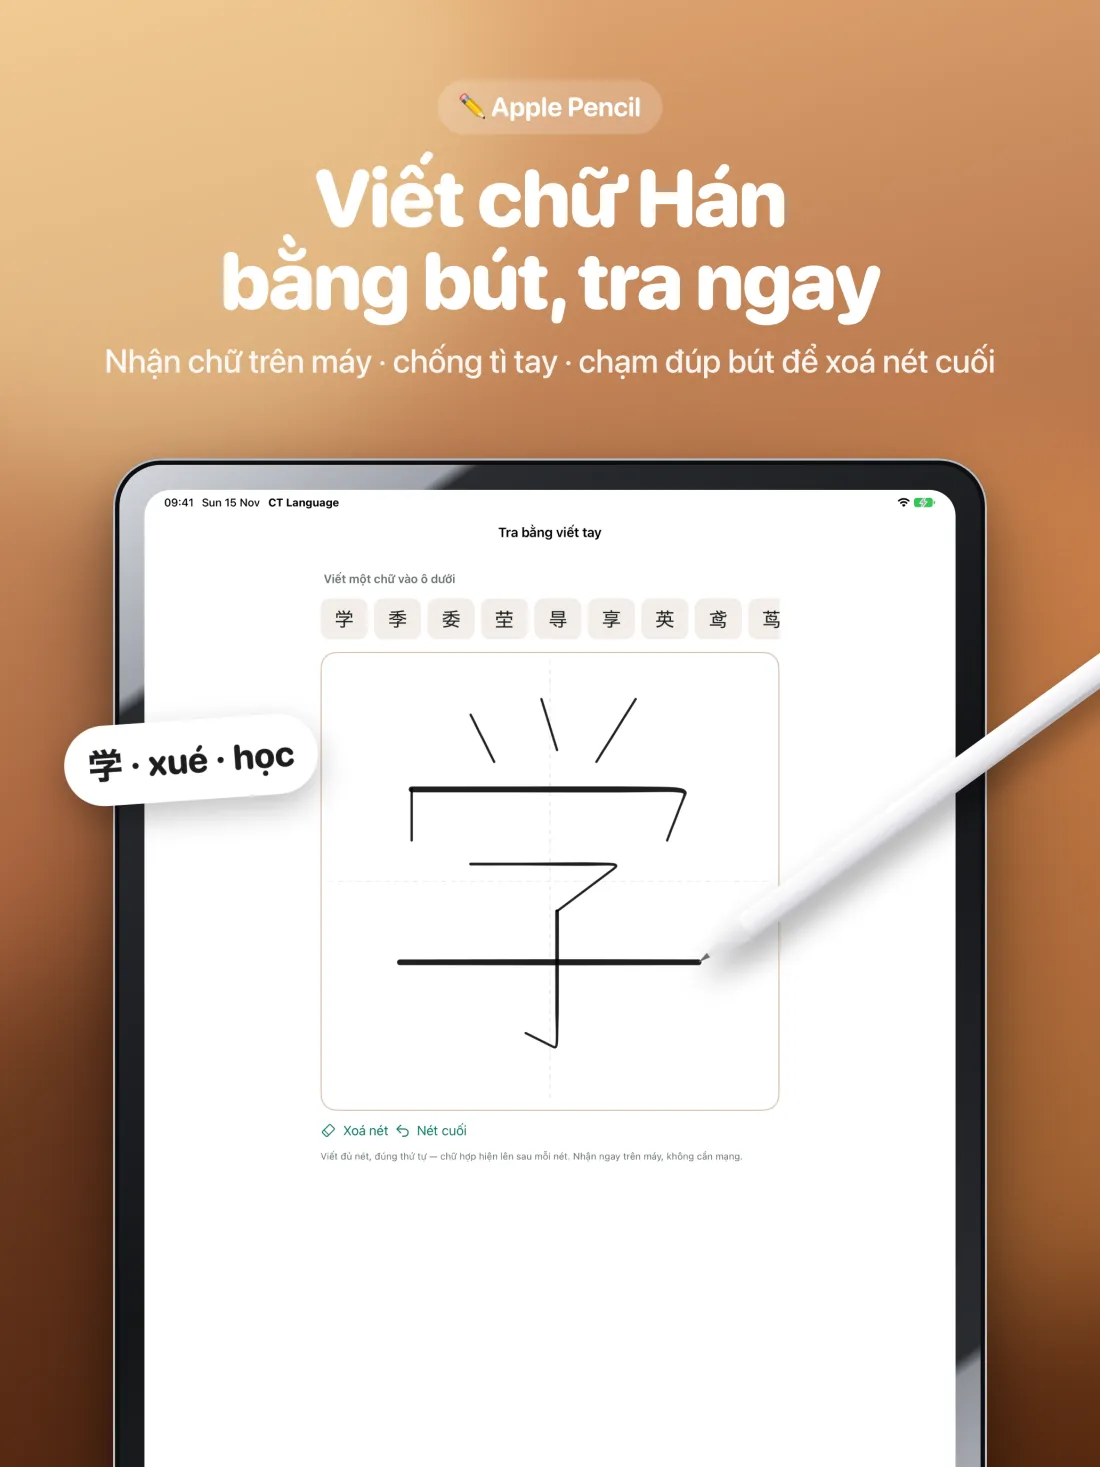 ✏️ Apple Pencil
Viết chữ Hán
bằng bút, tra ngay
Nhận chữ trên máy · chống tì tay · chạm đúp bút để xoá nét cuối
09:41 Sun 15 Nov CT Language
Tra bằng viết tay
Viết một chữ vào ô dưới
学 季 委 茔 导 享 英 鸢 茑
学 · xué · học
Xoá nét Nét cuối
Viết đủ nét, đúng thứ tự — chữ hợp hiện lên sau mỗi nét. Nhận ngay trên máy, không cần mạng.